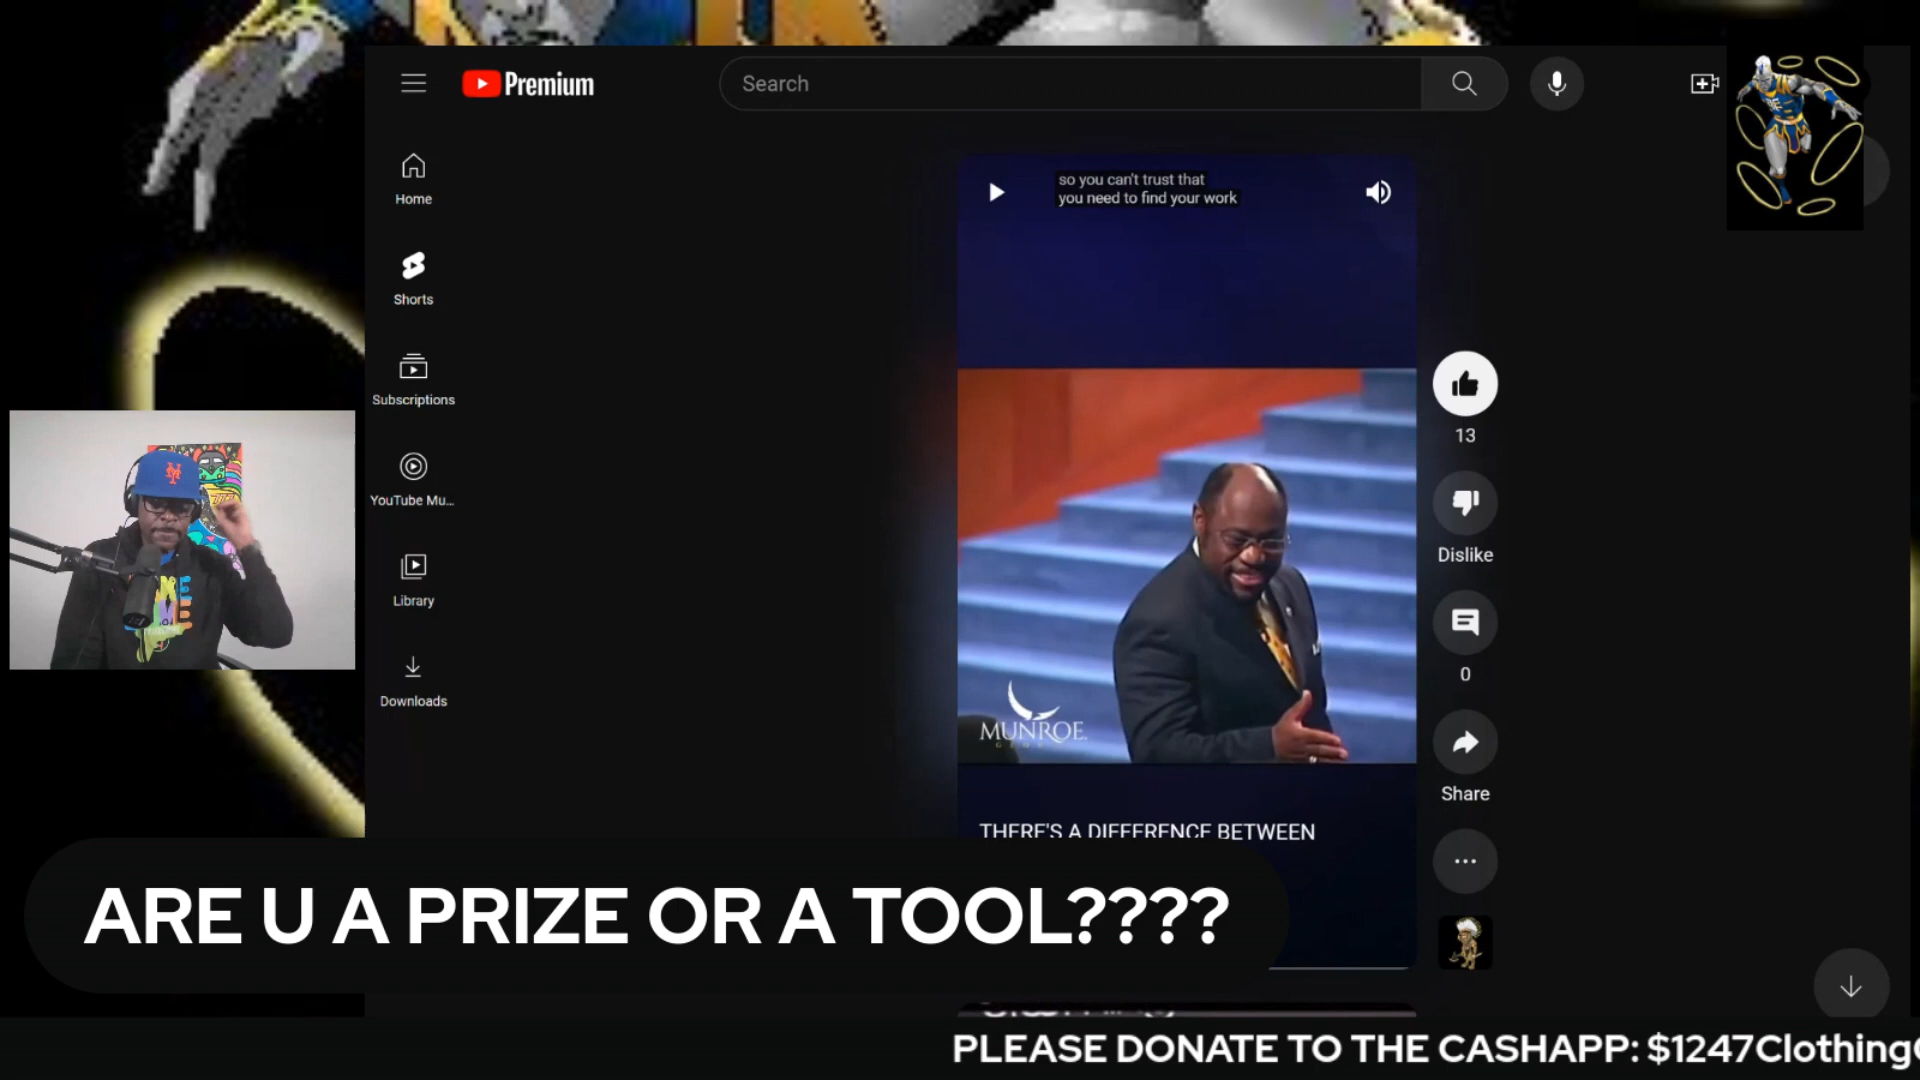 Premium
Search
Home
Shorts
Subscriptions
YouTube Mu...
Library
Downloads
so you can't trust that
you need to find your work
MUNROE
THERE'S A DIFFERENCE BETWEEN
13
Dislike
0
Share
ARE U A PRIZE OR A TOOL????
PLEASE DONATE TO THE CASHAPP: $1247Clothing